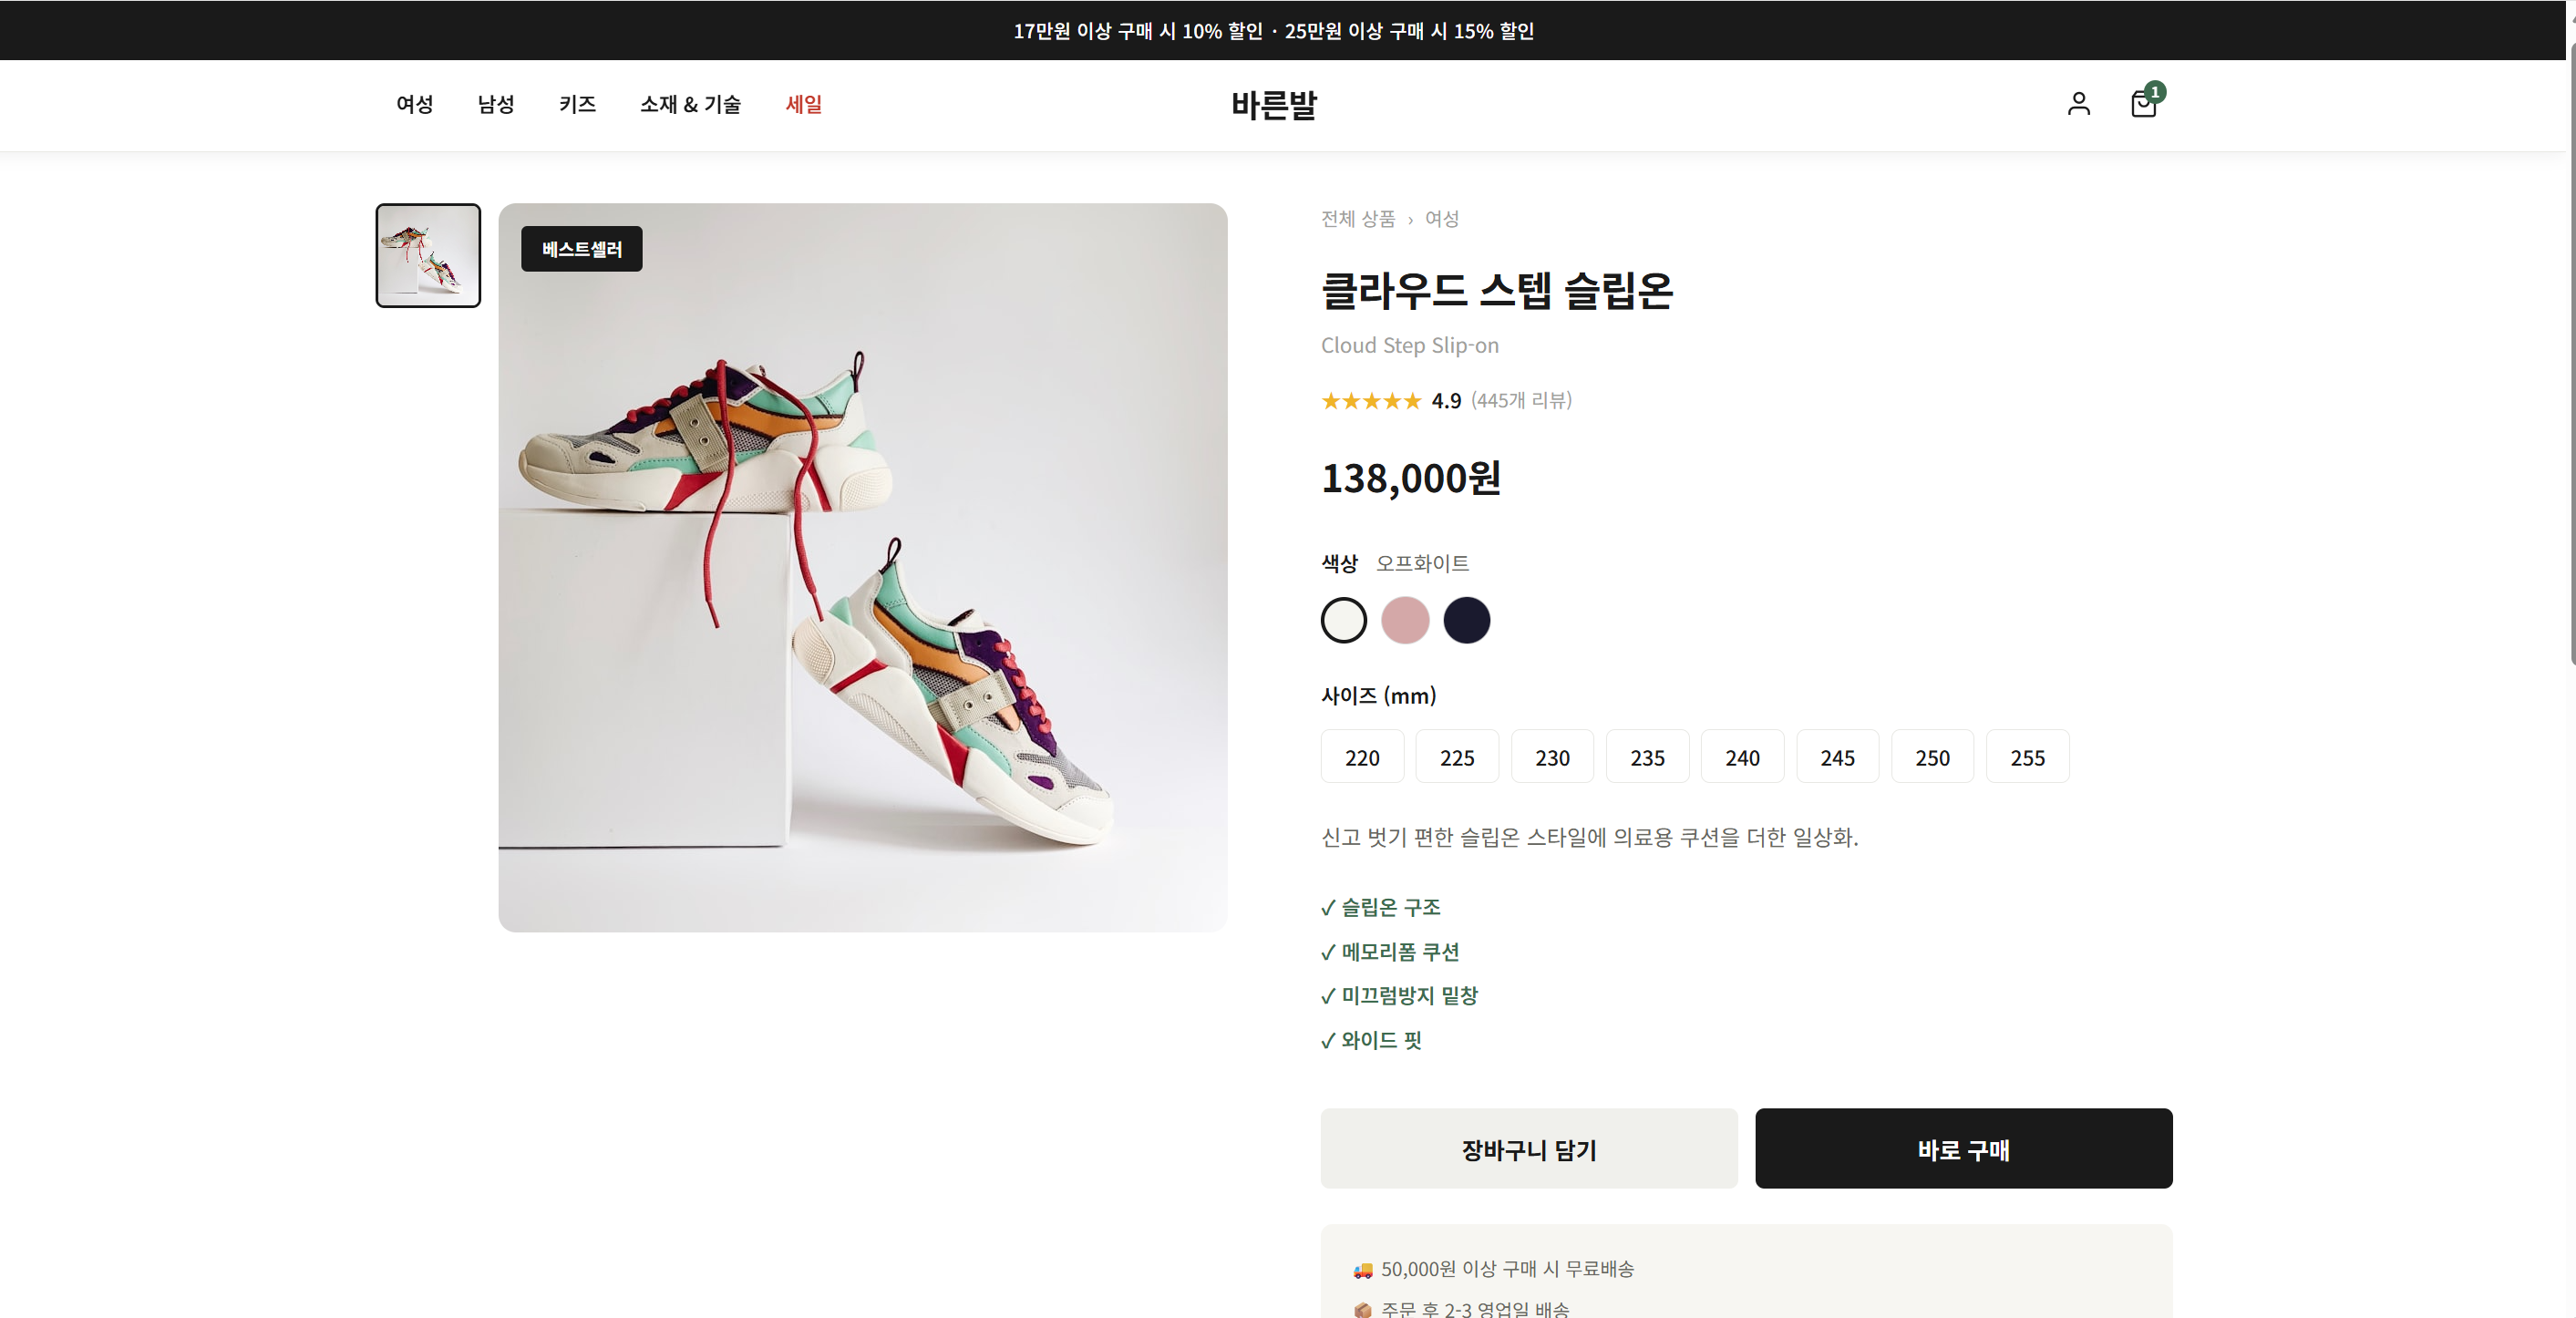 17만원 이상 구매 시 10% 할인 · 25만원 이상 구매 시 15% 할인
여성 남성 키즈 소재 & 기술 세일
바른발
1
베스트셀러
전체 상품 › 여성
클라우드 스텝 슬립온
Cloud Step Slip-on
★★★★★ 4.9 (445개 리뷰)
138,000원
색상 오프화이트
사이즈 (mm)
220 225 230 235 240 245 250 255
신고 벗기 편한 슬립온 스타일에 의료용 쿠션을 더한 일상화.
✓ 슬립온 구조
✓ 메모리폼 쿠션
✓ 미끄럼방지 밑창
✓ 와이드 핏
장바구니 담기
바로 구매
🚚 50,000원 이상 구매 시 무료배송
📦 주문 후 2-3 영업일 배송